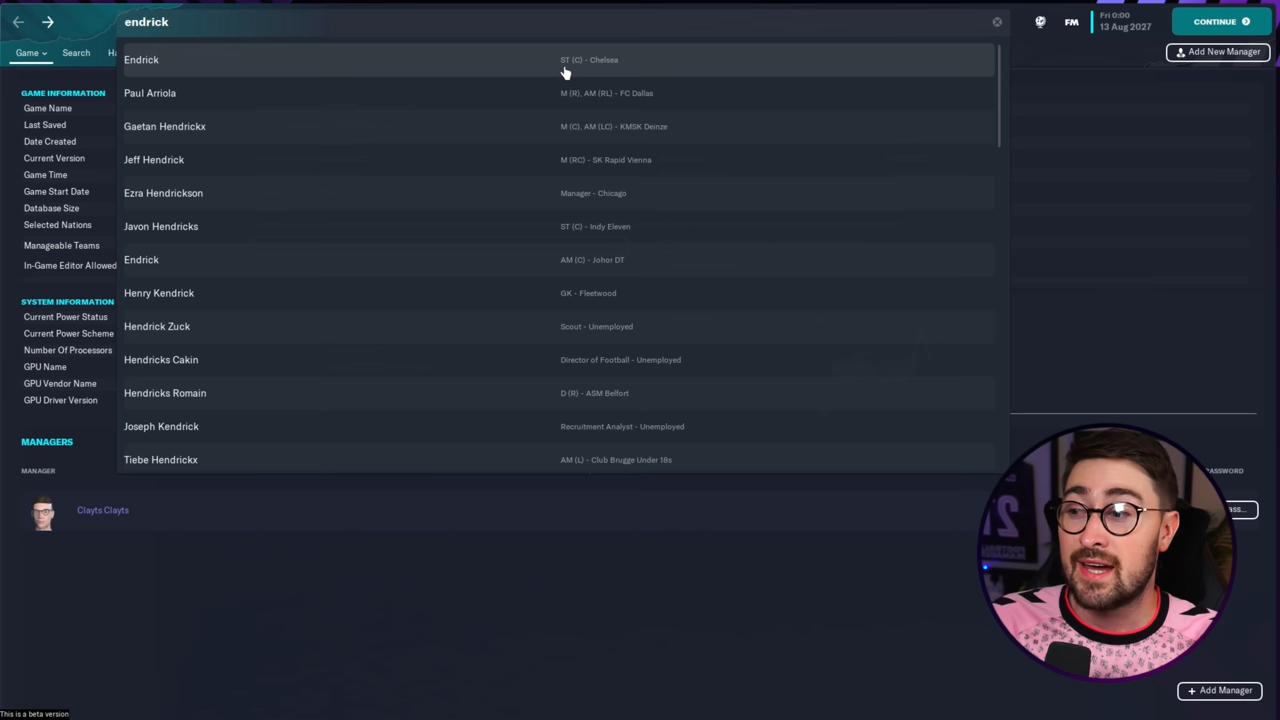 endrick
Fri 0:00
13 Aug 2027
FM
CONTINUE
Game
Search
Add New Manager
Endrick ST (C) - Chelsea
Paul Arriola M (R), AM (RL) - FC Dallas
Gaetan Hendrickx M (C), AM (LC) - KMSK Deinze
Jeff Hendrick M (RC) - SK Rapid Vienna
Ezra Hendrickson Manager - Chicago
Javon Hendricks ST (C) - Indy Eleven
Endrick AM (C) - Johor DT
Henry Kendrick GK - Fleetwood
Hendrick Zuck Scout - Unemployed
Hendricks Cakin Director of Football - Unemployed
Hendricks Romain D (R) - ASM Belfort
Joseph Kendrick Recruitment Analyst - Unemployed
Tiebe Hendrickx AM (L) - Club Brugge Under 18s
GAME INFORMATION
Game Name
Last Saved
Date Created
Current Version
Game Time
Game Start Date
Database Size
Selected Nations
Manageable Teams
In-Game Editor Allowed
SYSTEM INFORMATION
Current Power Status
Current Power Scheme
Number Of Processors
GPU Name
GPU Vendor Name
GPU Driver Version
MANAGERS
MANAGER
Clayts Clayts
Add Manager
This is a beta version